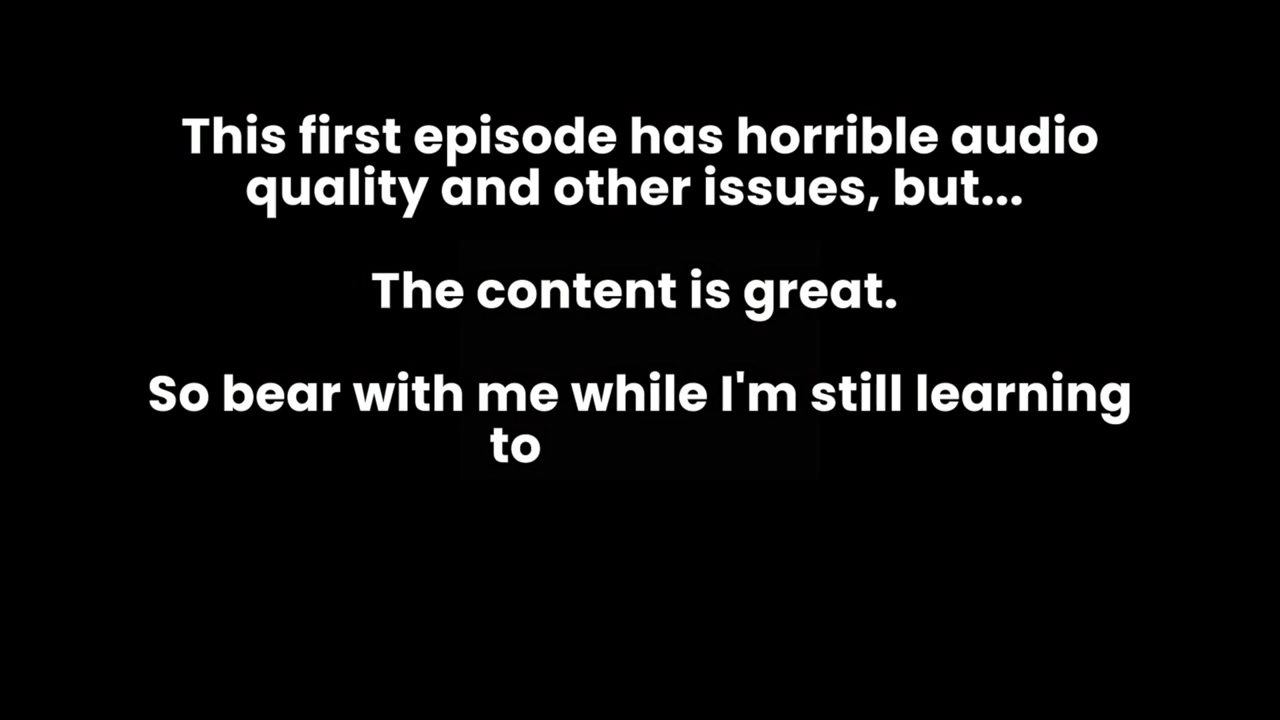 This first episode has horrible audio
quality and other issues, but...
The content is great.
So bear with me while I'm still learning
to